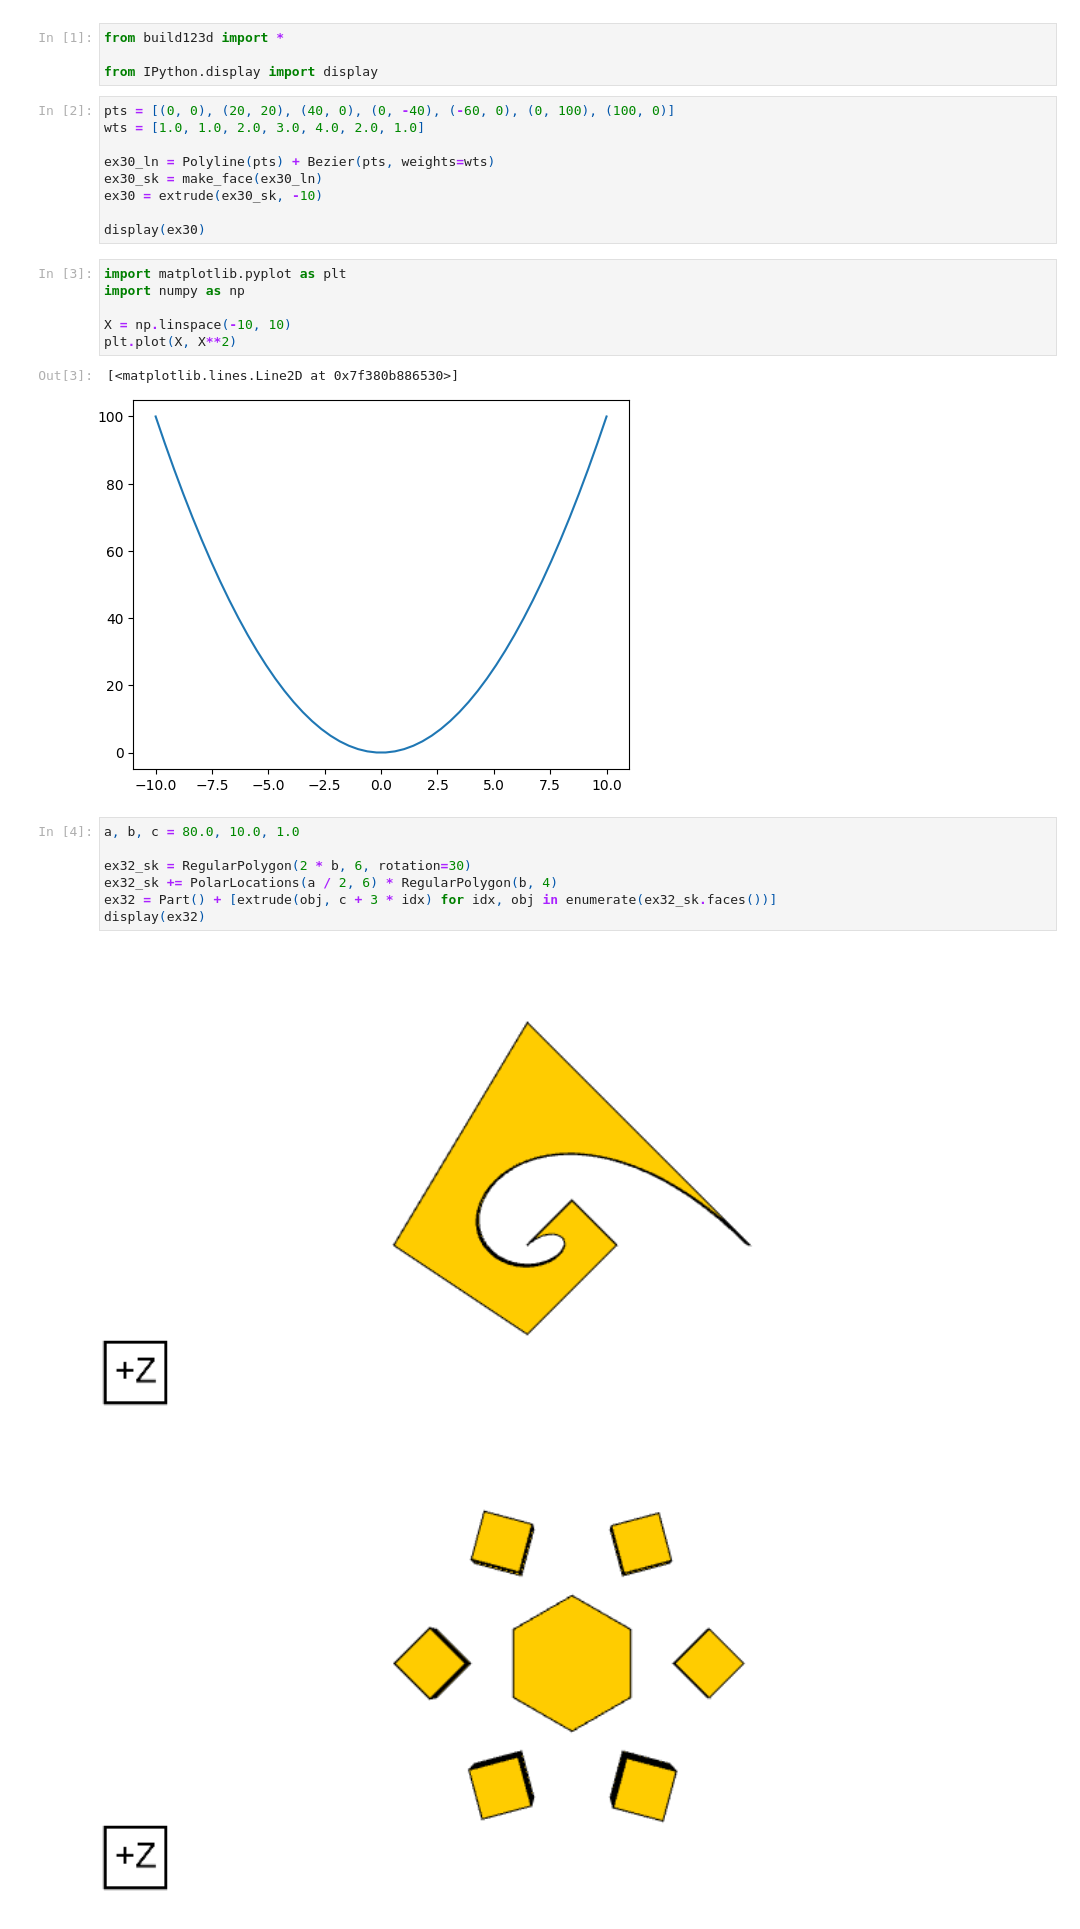 In [1]: from build123d import *
from IPython.display import display
In [2]: pts = [(0, 0), (20, 20), (40, 0), (0, -40), (-60, 0), (0, 100), (100, 0)]
wts = [1.0, 1.0, 2.0, 3.0, 4.0, 2.0, 1.0]
ex30_ln = Polyline(pts) + Bezier(pts, weights=wts)
ex30_sk = make_face(ex30_ln)
ex30 = extrude(ex30_sk, -10)
display(ex30)
In [3]: import matplotlib.pyplot as plt
import numpy as np
X = np.linspace(-10, 10)
plt.plot(X, X**2)
Out[3]: [<matplotlib.lines.Line2D at 0x7f380b886530>]
100
80
60
40
20
0
−10.0 −7.5 −5.0 −2.5 0.0 2.5 5.0 7.5 10.0
In [4]: a, b, c = 80.0, 10.0, 1.0
ex32_sk = RegularPolygon(2 * b, 6, rotation=30)
ex32_sk += PolarLocations(a / 2, 6) * RegularPolygon(b, 4)
ex32 = Part() + [extrude(obj, c + 3 * idx) for idx, obj in enumerate(ex32_sk.faces())]
display(ex32)
+Z
+Z